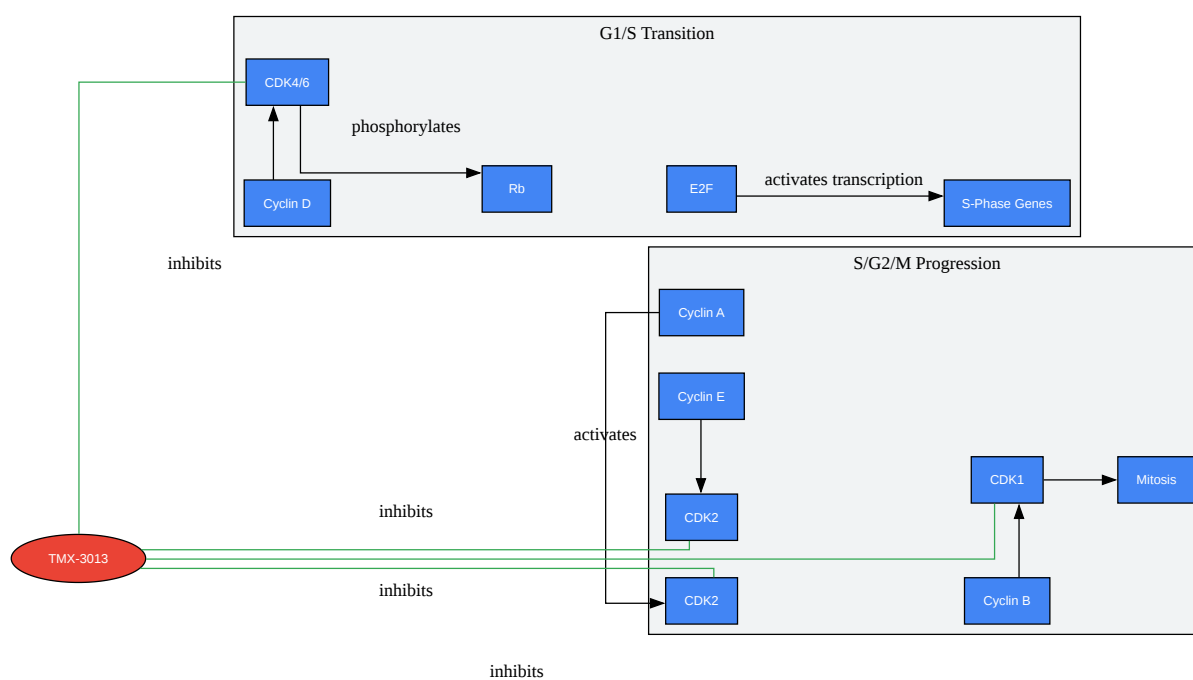 G1/S Transition
CDK4/6
phosphorylates
Rb
E2F
activates transcription
S-Phase Genes
Cyclin D
inhibits
S/G2/M Progression
Cyclin A
Cyclin E
activates
CDK1
Mitosis
inhibits
CDK2
TMX-3013
inhibits
CDK2
Cyclin B
inhibits